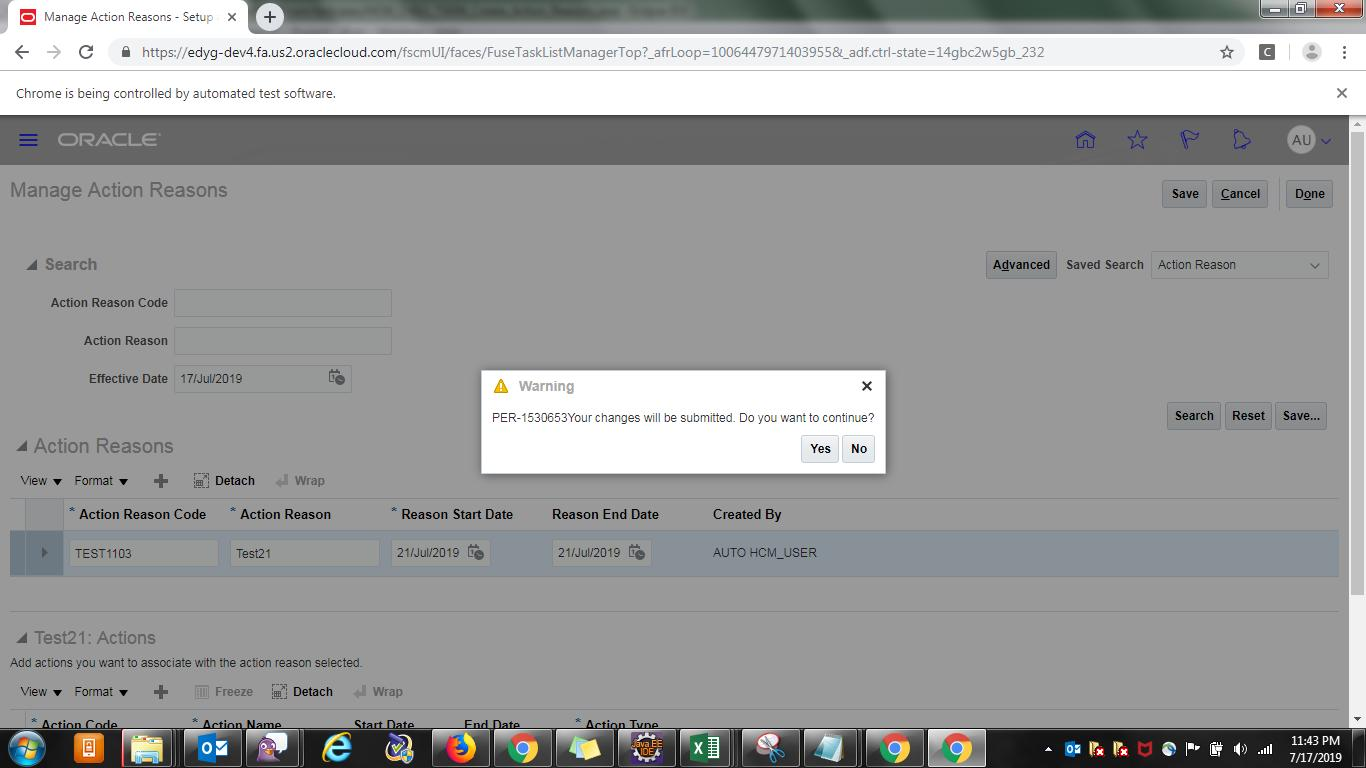 Manage Action Reasons - Setup
https://edyg-dev4.fa.us2.oraclecloud.com/fscmUI/faces/FuseTaskListManagerTop?_afrLoop=10064479714039558&_adf.ctrl-state=14gbc2w5gb_232
C
Chrome is being controlled by automated test software.
ORACLE
AU
Manage Action Reasons
Save
Cancel
Done
Search
Advanced
Saved Search
Action Reason
Action Reason Code
Action Reason
Effective Date
17/Jul/2019
Warning
PER-1530653Your changes will be submitted. Do you want to continue?
Yes
No
Search
Reset
Save...
Action Reasons
View
Format
Detach
Wrap
* Action Reason Code
* Action Reason
* Reason Start Date
Reason End Date
Created By
TEST1103
Test21
21/Jul/2019
21/Jul/2019
AUTO HCM_USER
Test21: Actions
Add actions you want to associate with the action reason selected.
View
Format
Freeze
Detach
Wrap
* Action Code
* Action Name
Start Date
End Date
* Action Type
Java EE
IDE
11:43 PM
7/17/2019